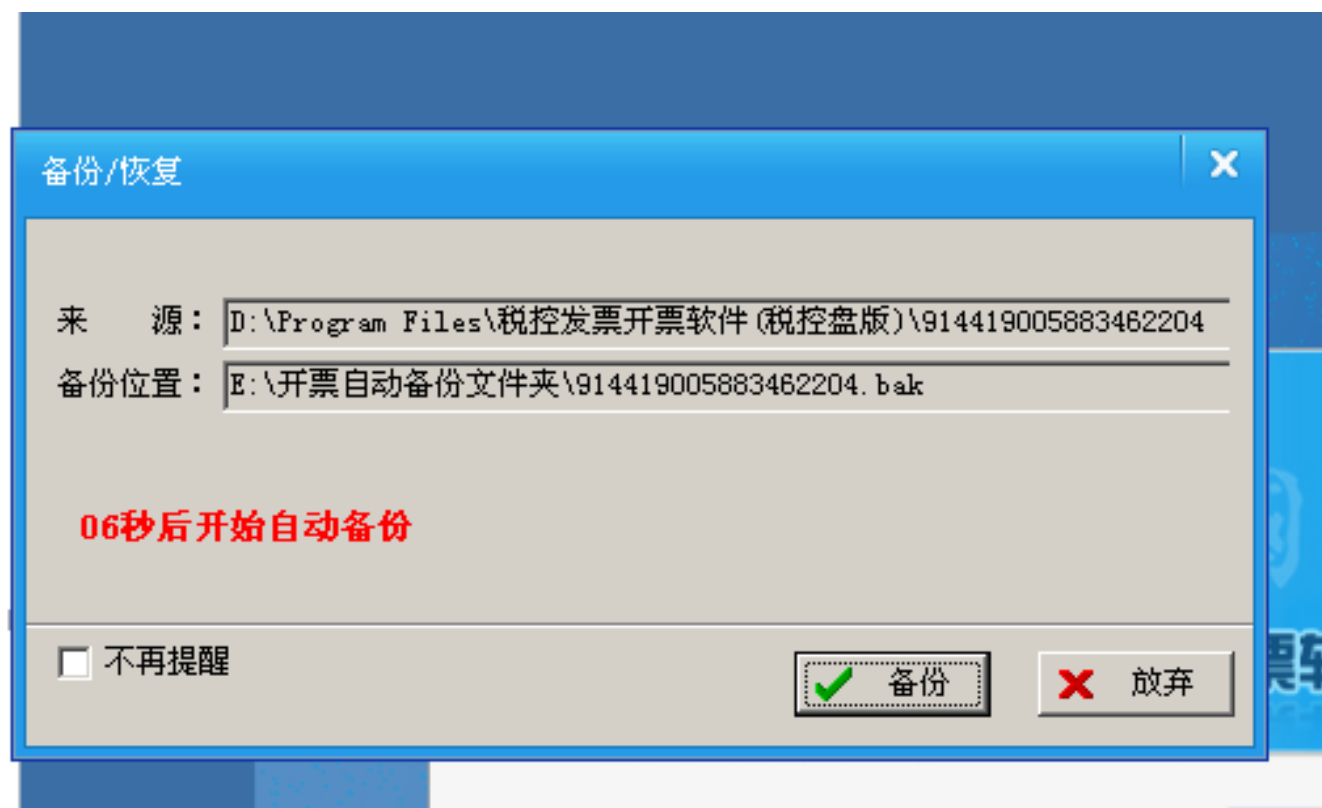 备份/恢复
来 源：D:\Program Files\税控发票开票软件(税控盘版)\914419005883462204
备份位置：E:\开票自动备份文件夹\914419005883462204.bak
06秒后开始自动备份
不再提醒
备份
放弃
票